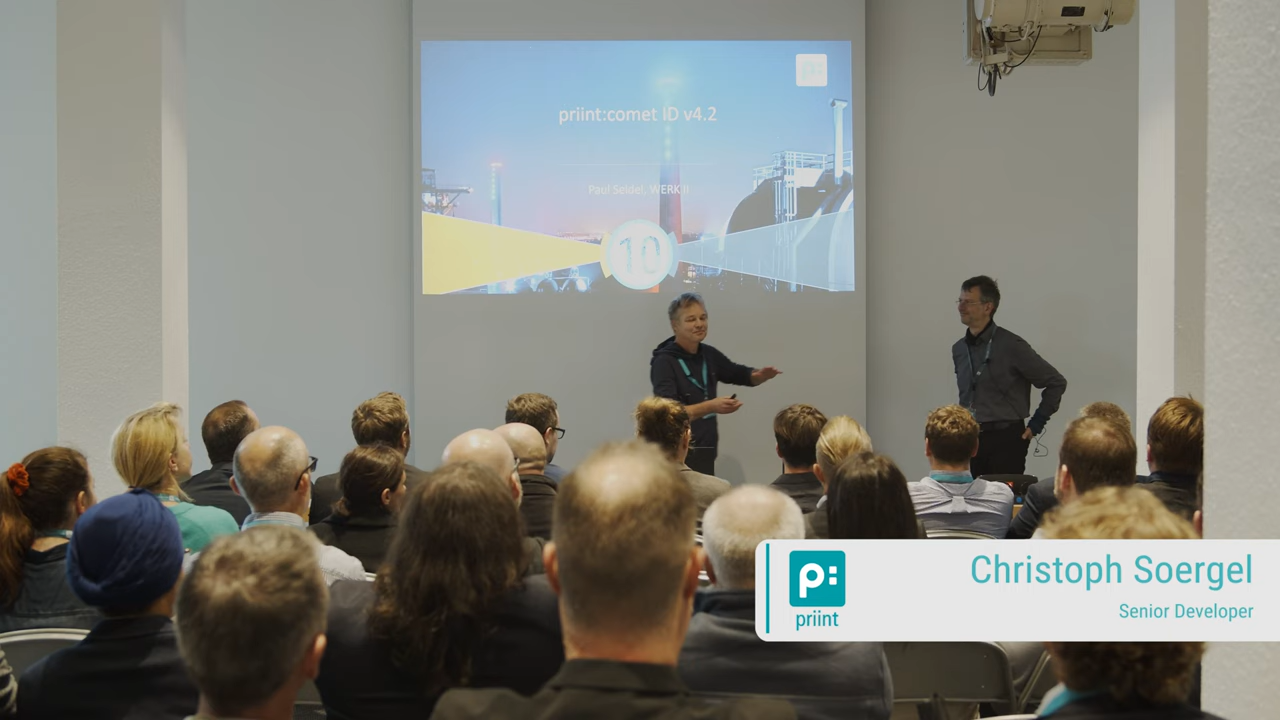 p:
priint:comet ID v4.2
Paul Seidel, WERK II
10
p:
priint
Christoph Soergel
Senior Developer